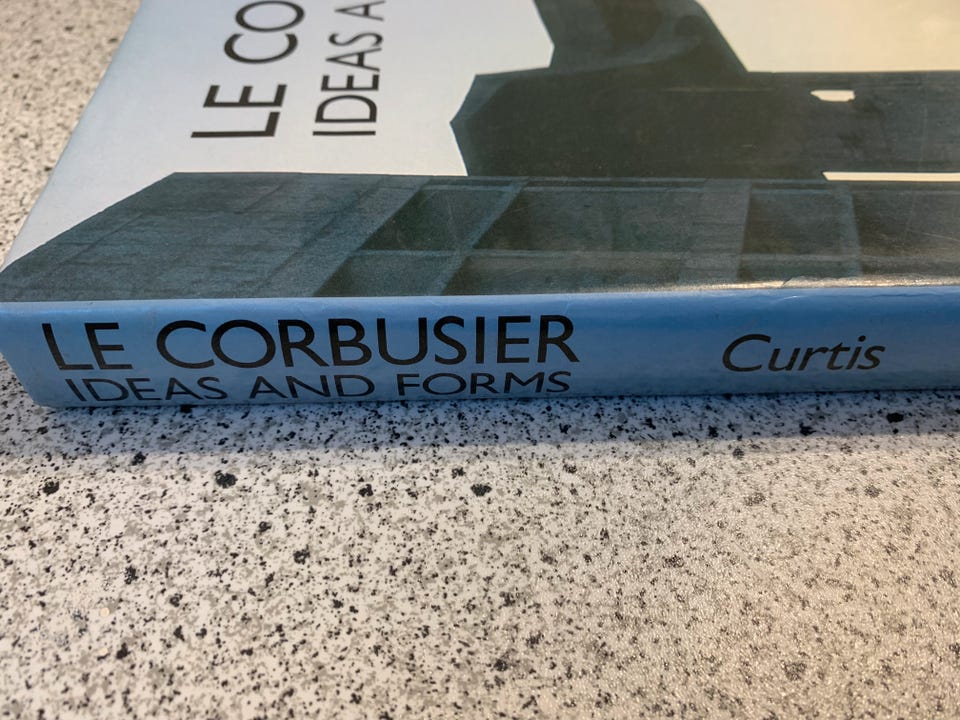 LE CO
IDEAS A
LE CORBUSIER
IDEAS AND FORMS
Curtis